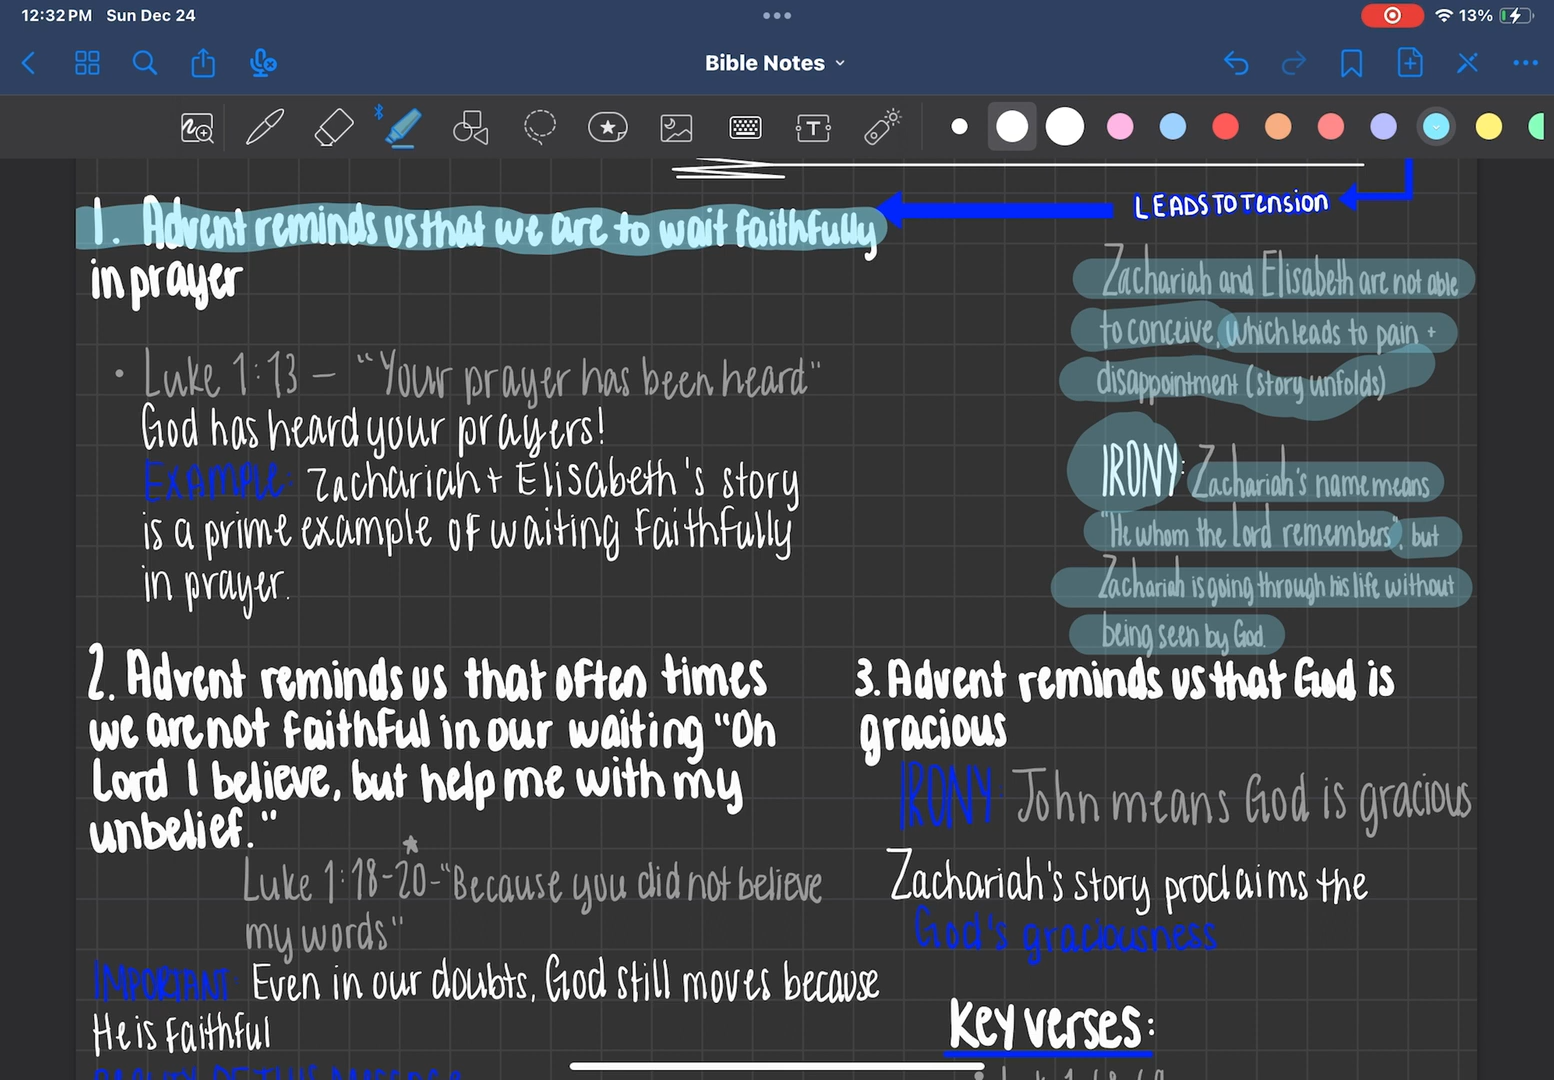 12:32 PM Sun Dec 24
13%
Bible Notes
LEADS TO TENSION
1. Advent reminds us that we are to wait faithfully
in prayer
Zachariah and Elisabeth are not able
to conceive, which leads to pain +
disappointment (story unfolds)
• Luke 1:13 – "Your prayer has been heard"
God has heard your prayers!
EXAMPLE: Zachariah + Elisabeth's story
is a prime example of waiting faithfully
in prayer.
IRONY: Zachariah's name means
"He whom the Lord remembers", but
Zachariah is going through his life without
being seen by God.
2. Advent reminds us that often times
we are not faithful in our waiting "Oh
Lord I believe, but help me with my
unbelief."
Luke 1:18-20-"Because you did not believe
my words"
IMPORTANT: Even in our doubts, God still moves because
He is faithful
3. Advent reminds us that God is
gracious
IRONY: John means God is gracious
Zachariah's story proclaims the
God's graciousness
Key verses: